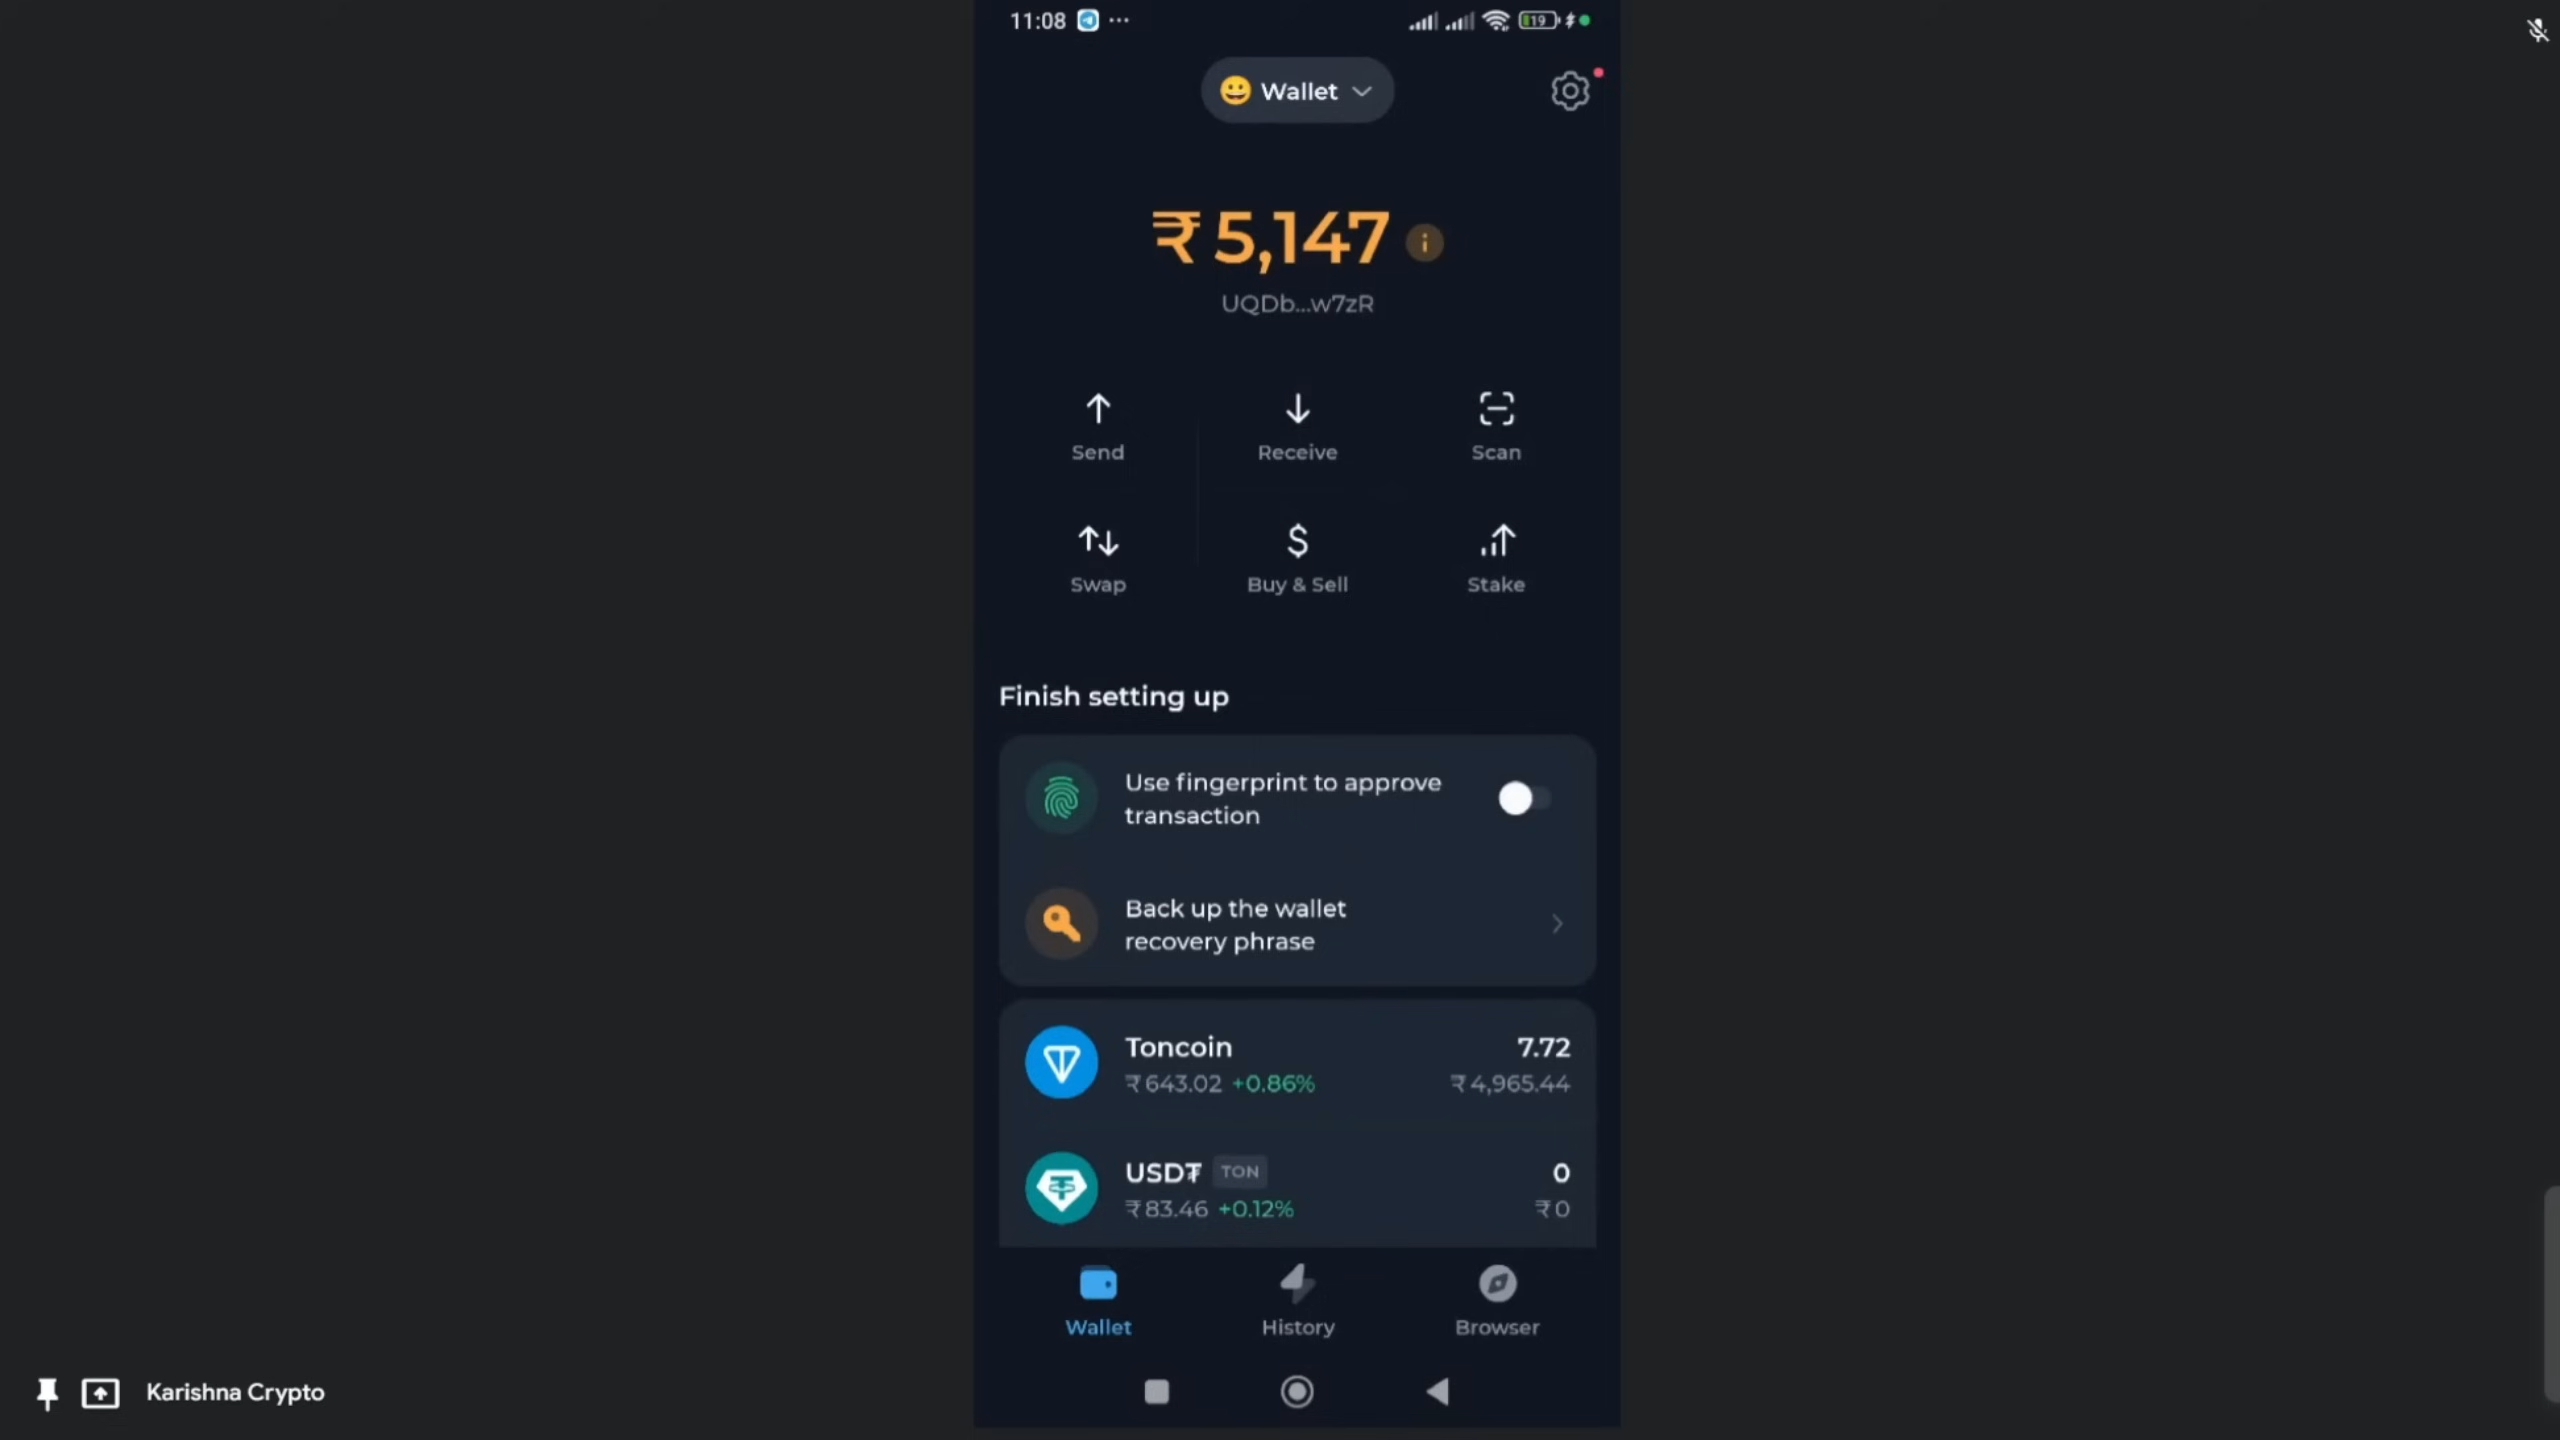 11:08
19
Wallet
₹ 5,147
UQDb...w7zR
Send
Receive
Scan
Swap
Buy & Sell
Stake
Finish setting up
Use fingerprint to approve
transaction
Back up the wallet
recovery phrase
Toncoin
7.72
₹ 643.02 +0.86%
₹ 4,965.44
USD₮ TON
0
₹ 83.46 +0.12%
₹ 0
Wallet
History
Browser
Karishna Crypto